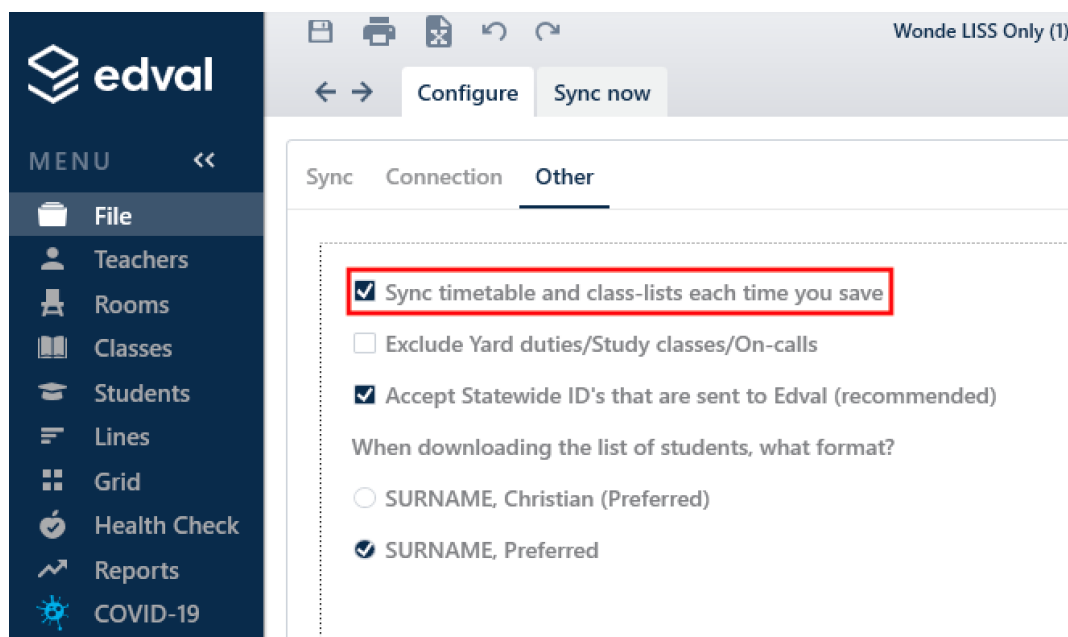 Wonde LISS Only (1)
edval
Configure
Sync now
MENU
Sync
Connection
Other
File
Teachers
Rooms
Classes
Students
Lines
Grid
Health Check
Reports
COVID-19
Sync timetable and class-lists each time you save
Exclude Yard duties/Study classes/On-calls
Accept Statewide ID's that are sent to Edval (recommended)
When downloading the list of students, what format?
SURNAME, Christian (Preferred)
SURNAME, Preferred